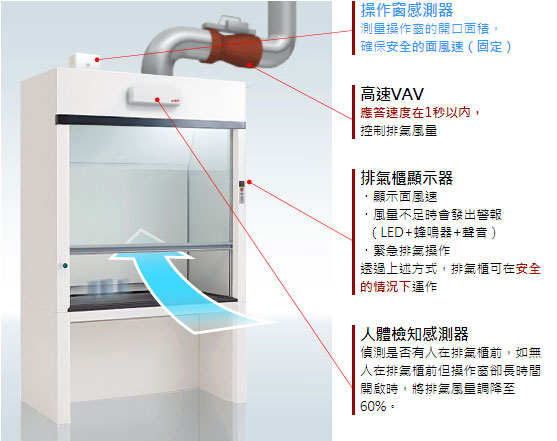 操作窗感測器
測量操作窗的開口面積，
確保安全的面風速（固定）
高速VAV
應答速度在1秒以內，
控制排氣風量
排氣櫃顯示器
・顯示面風速
・風量不足時會發出警報
（LED+蜂鳴器+聲音）
・緊急排氣操作
透過上述方式，排氣櫃可在安全
的情況下運作
人體檢知感測器
偵測是否有人在排氣櫃前，如無
人在排氣櫃前但操作窗卻長時間
開啟時，將排氣風量調降至
60%。